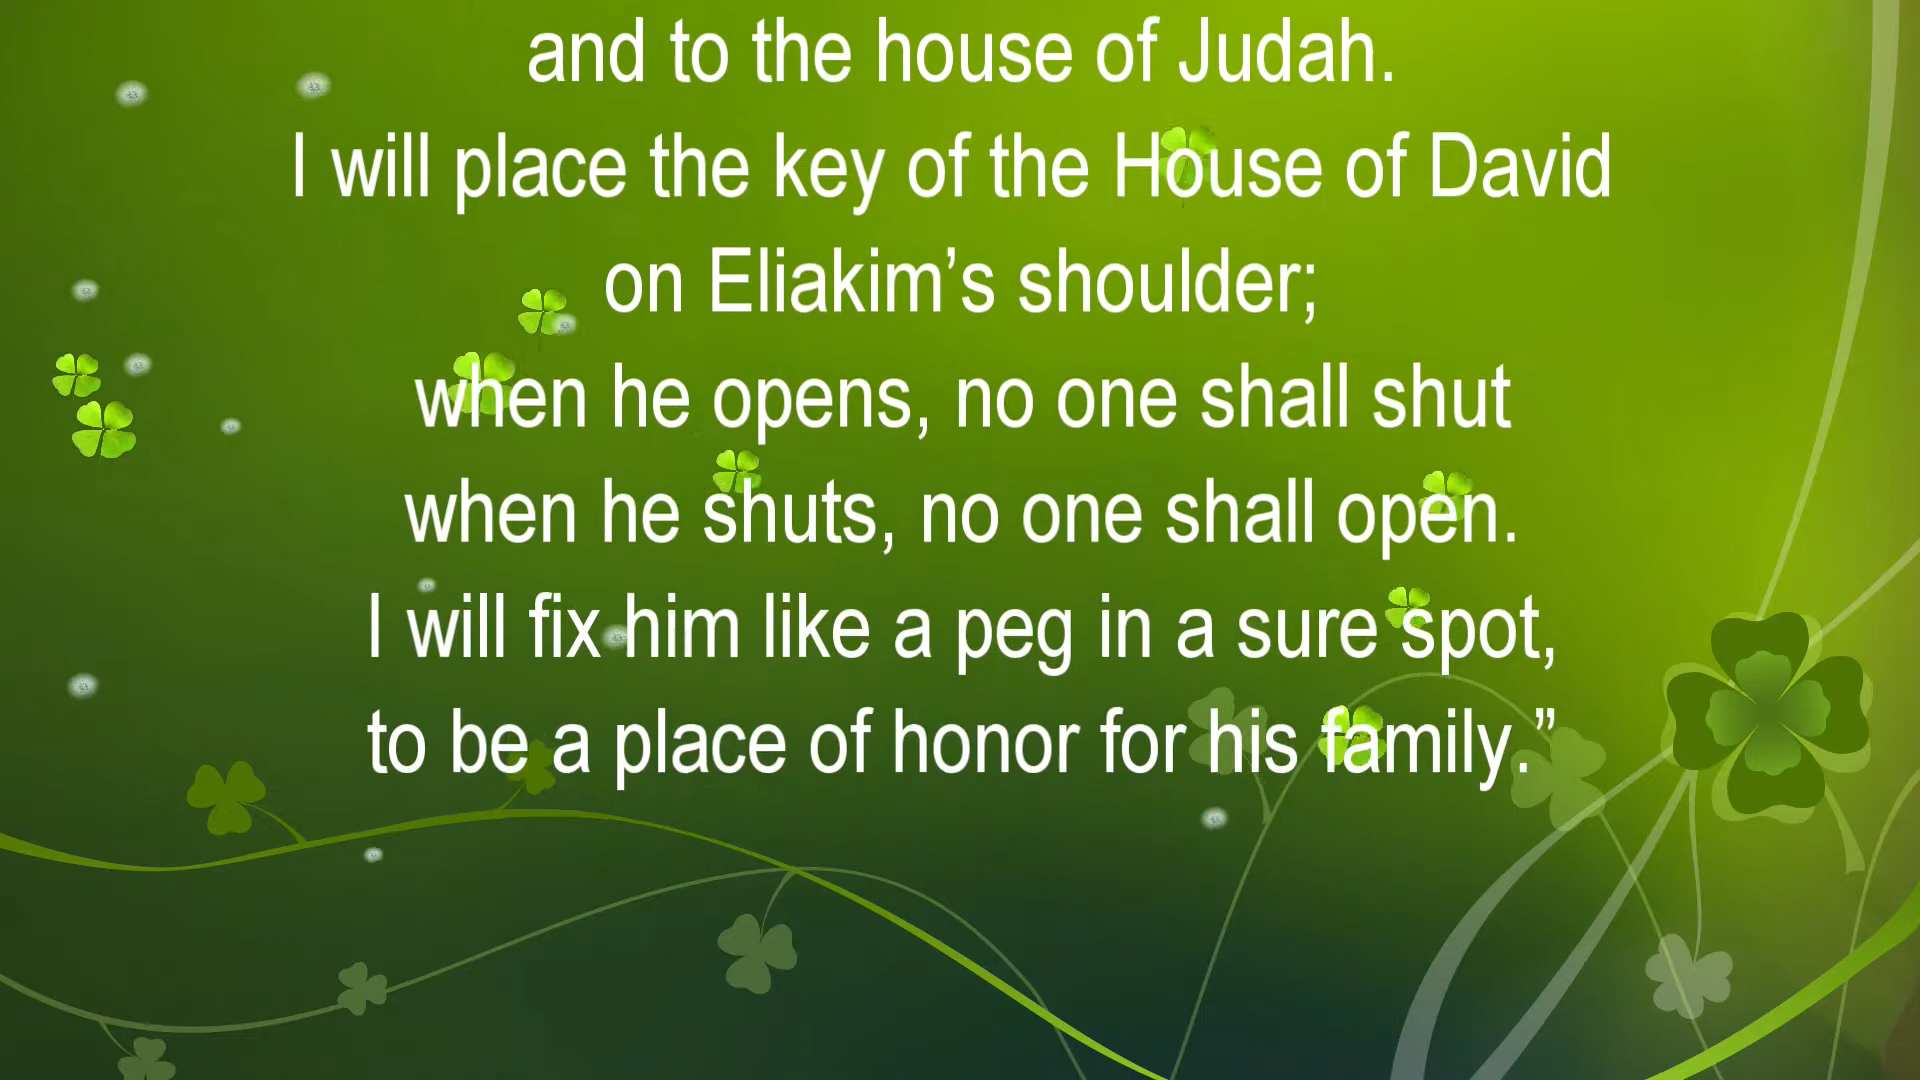 and to the house of Judah.
I will place the key of the House of David
on Eliakim’s shoulder;
when he opens, no one shall shut
when he shuts, no one shall open.
I will fix him like a peg in a sure spot,
to be a place of honor for his family.”